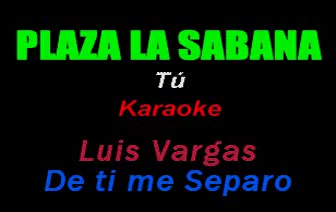 PLAZA LA SABANA
Tú
Karaoke
Luis Vargas
De ti me Separo